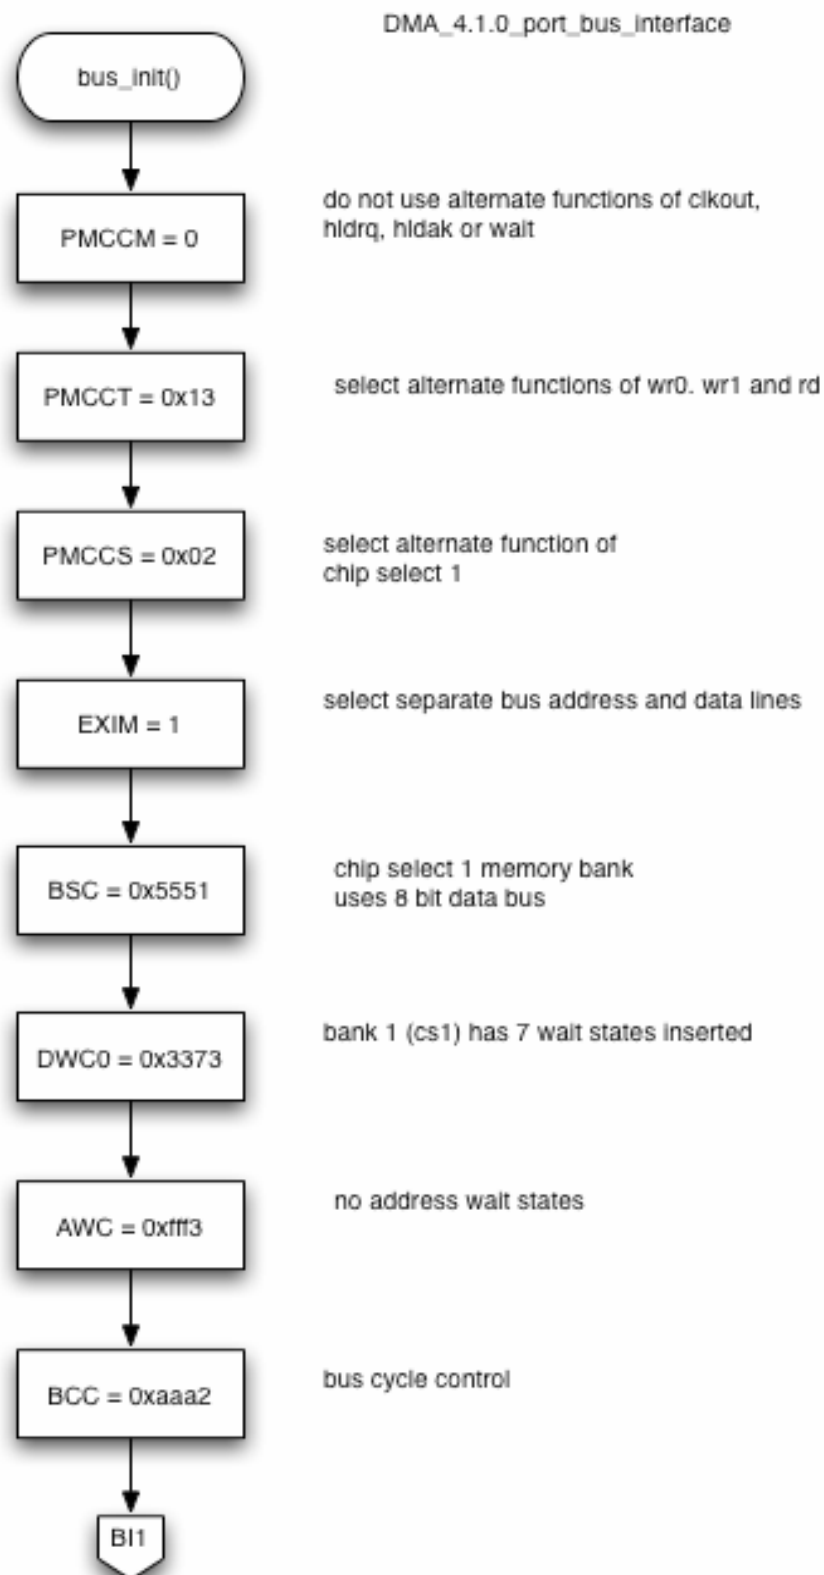 DMA_4.1.0_port_bus_interface
bus_init()
PMCCM = 0
do not use alternate functions of clkout,
hldrq, hldak or wait
PMCCT = 0x13
select alternate functions of wr0. wr1 and rd
PMCCS = 0x02
select alternate function of
chip select 1
EXIM = 1
select separate bus address and data lines
BSC = 0x5551
chip select 1 memory bank
uses 8 bit data bus
DWC0 = 0x3373
bank 1 (cs1) has 7 wait states inserted
AWC = 0xfff3
no address wait states
BCC = 0xaaa2
bus cycle control
BI1